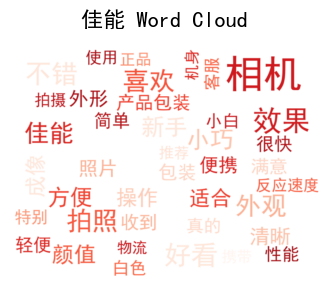 佳能 Word Cloud
使用
正品
机身
客服
不错
喜欢
相机
拍摄
外形
产品包装
佳能
简单
新手
小白
效果
小巧
很快
推荐
成像
照片
包装
便携
满意
反应速度
方便
操作
适合
外观
特别
拍照
收到
真的
清晰
轻便
颜值
物流
好看
性能
白色